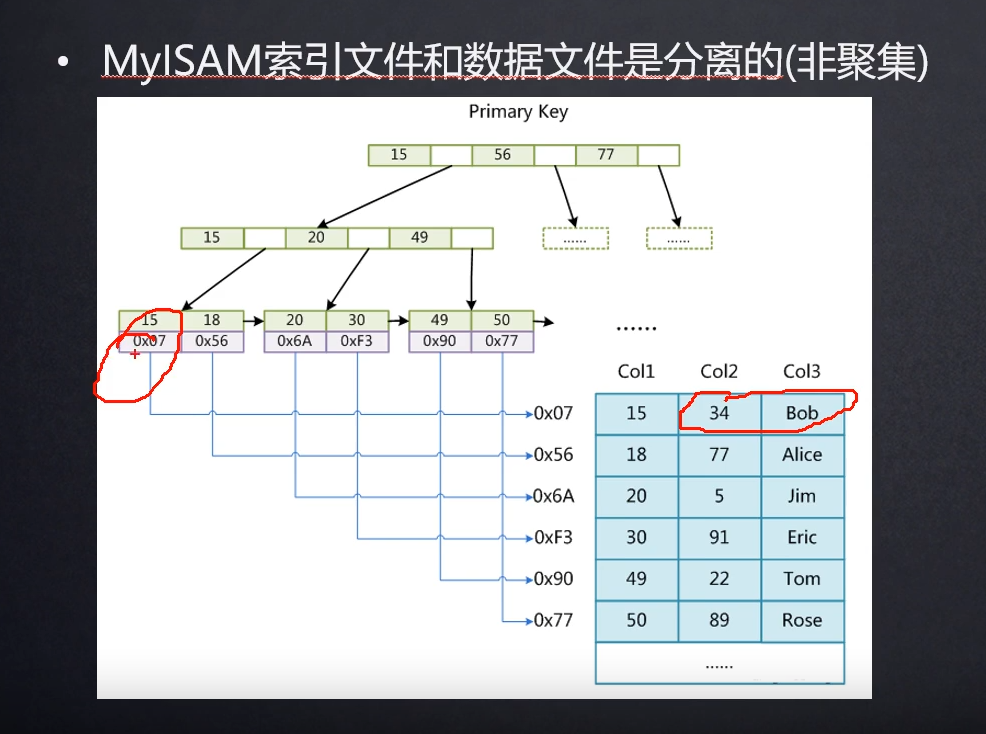 • MyISAM索引文件和数据文件是分离的(非聚集)
Primary Key
15 56 77
15 20 49
...... ......
15 18 20 30 49 50
0x07 0x56 0x6A 0xF3 0x90 0x77
......
Col1 Col2 Col3
0x07 15 34 Bob
0x56 18 77 Alice
0x6A 20 5 Jim
0xF3 30 91 Eric
0x90 49 22 Tom
0x77 50 89 Rose
......